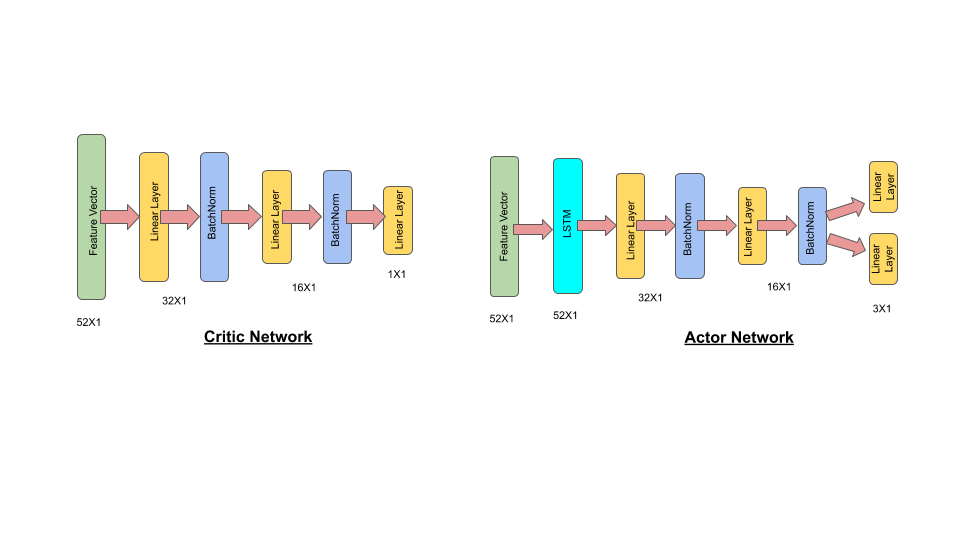 Feature Vector
Linear Layer
BatchNorm
Linear Layer
BatchNorm
Linear Layer
52X1
32X1
16X1
1X1
Critic Network
Feature Vector
LSTM
Linear Layer
BatchNorm
Linear Layer
BatchNorm
Linear
Layer
Linear
Layer
52X1
52X1
32X1
16X1
3X1
Actor Network